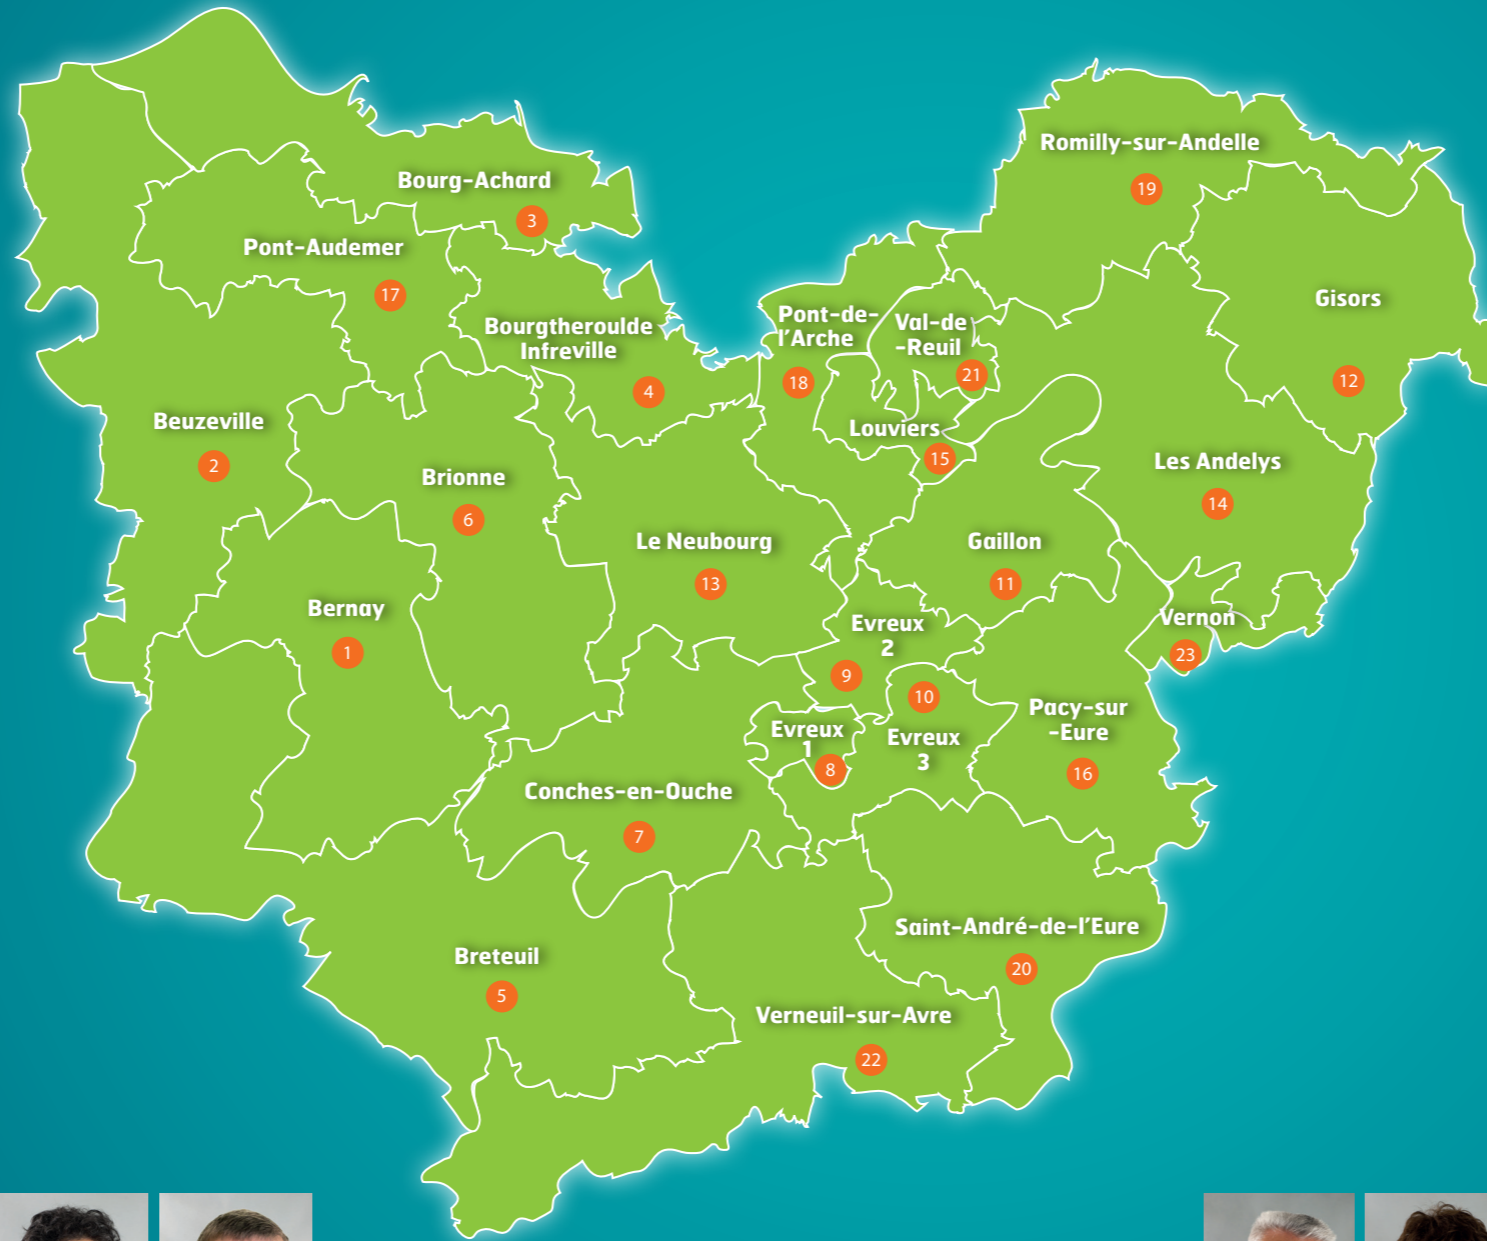 Romilly-sur-Andelle
19
Bourg-Achard
3
Pont-Audemer
17
Gisors
12
Bourgtheroulde
Infreville
4
Pont-de-
l'Arche
18
Val-de
-Reuil
21
Beuzeville
2
Louviers
15
Les Andelys
14
Brionne
6
Le Neubourg
13
Gaillon
11
Bernay
1
Evreux
2
9
Vernon
23
10
Evreux
3
Evreux
1
8
Pacy-sur
-Eure
16
Conches-en-Ouche
7
Saint-André-de-l'Eure
20
Breteuil
5
Verneuil-sur-Avre
22